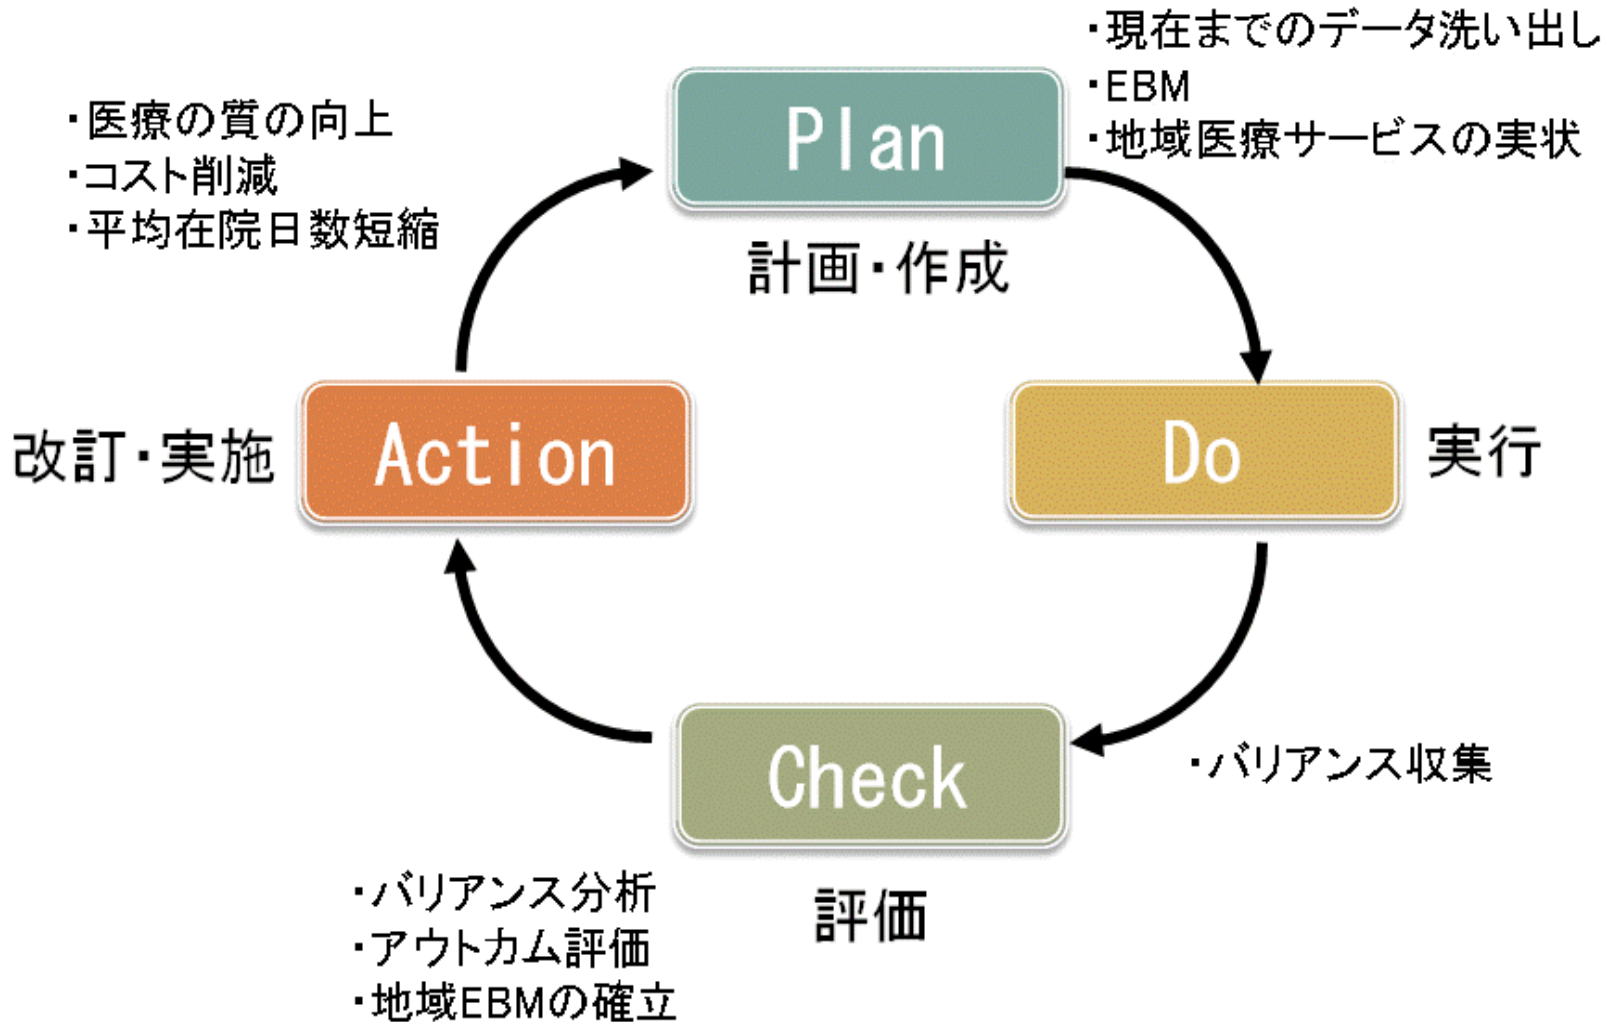 ・現在までのデータ洗い出し
・EBM
・地域医療サービスの実状
Plan
計画・作成
・医療の質の向上
・コスト削減
・平均在院日数短縮
改訂・実施
Action
Do
実行
Check
評価
・バリアンス収集
・バリアンス分析
・アウトカム評価
・地域EBMの確立